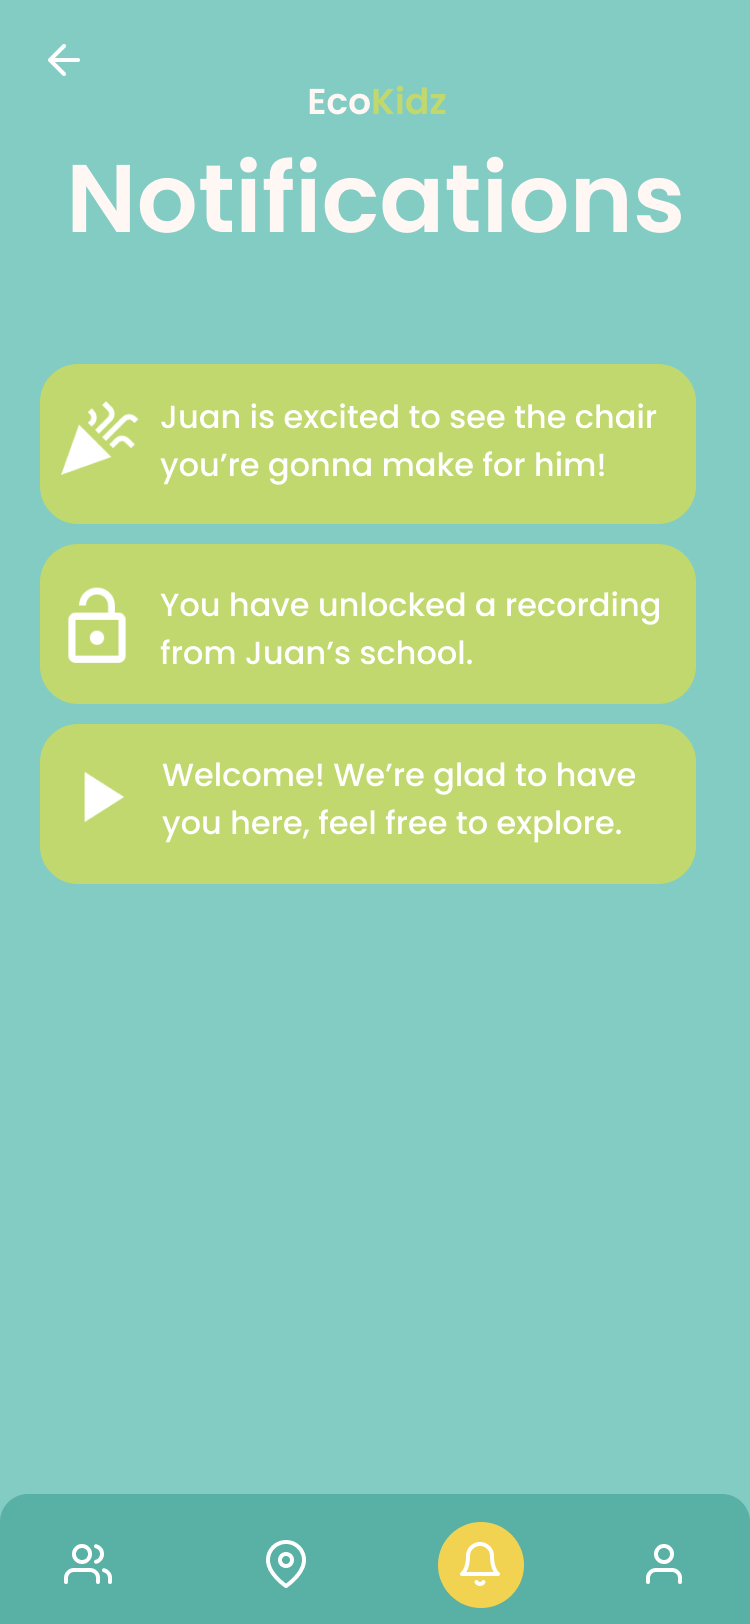 EcoKidz
Notifications
Juan is excited to see the chair
you’re gonna make for him!
You have unlocked a recording
from Juan’s school.
Welcome! We’re glad to have
you here, feel free to explore.